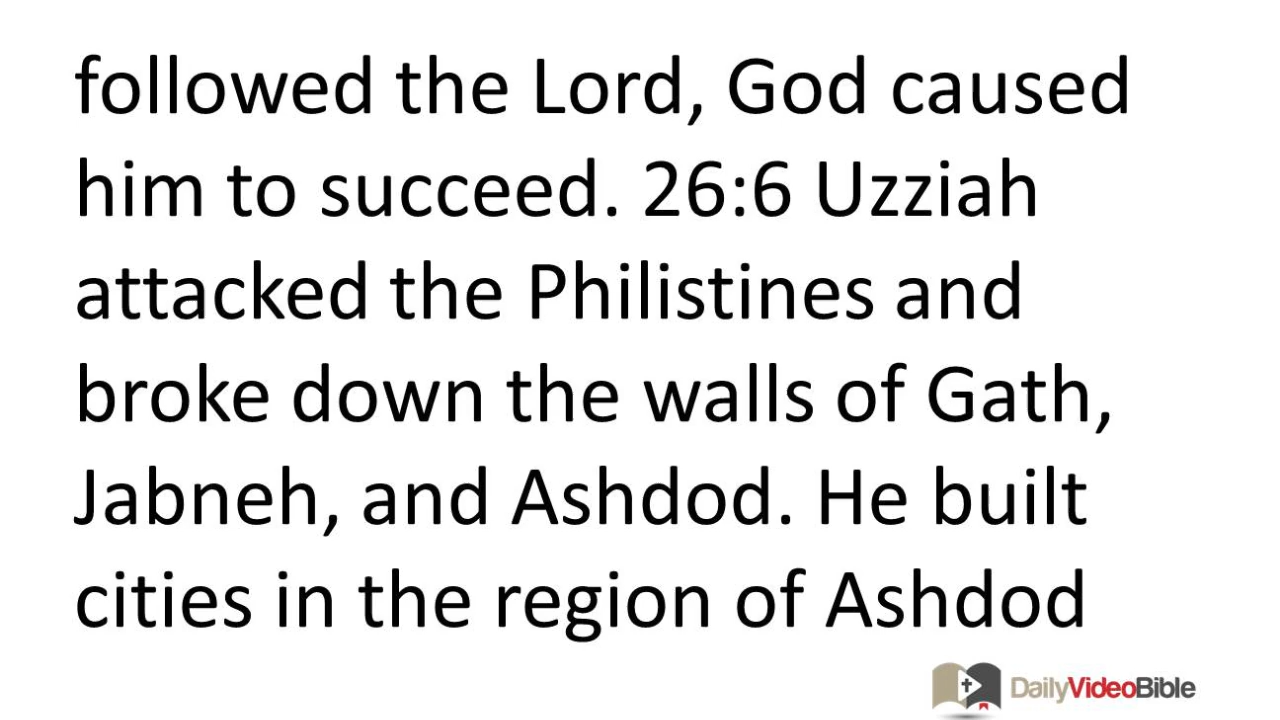 followed the Lord, God caused
him to succeed. 26:6 Uzziah
attacked the Philistines and
broke down the walls of Gath,
Jabneh, and Ashdod. He built
cities in the region of Ashdod
DailyVideoBible